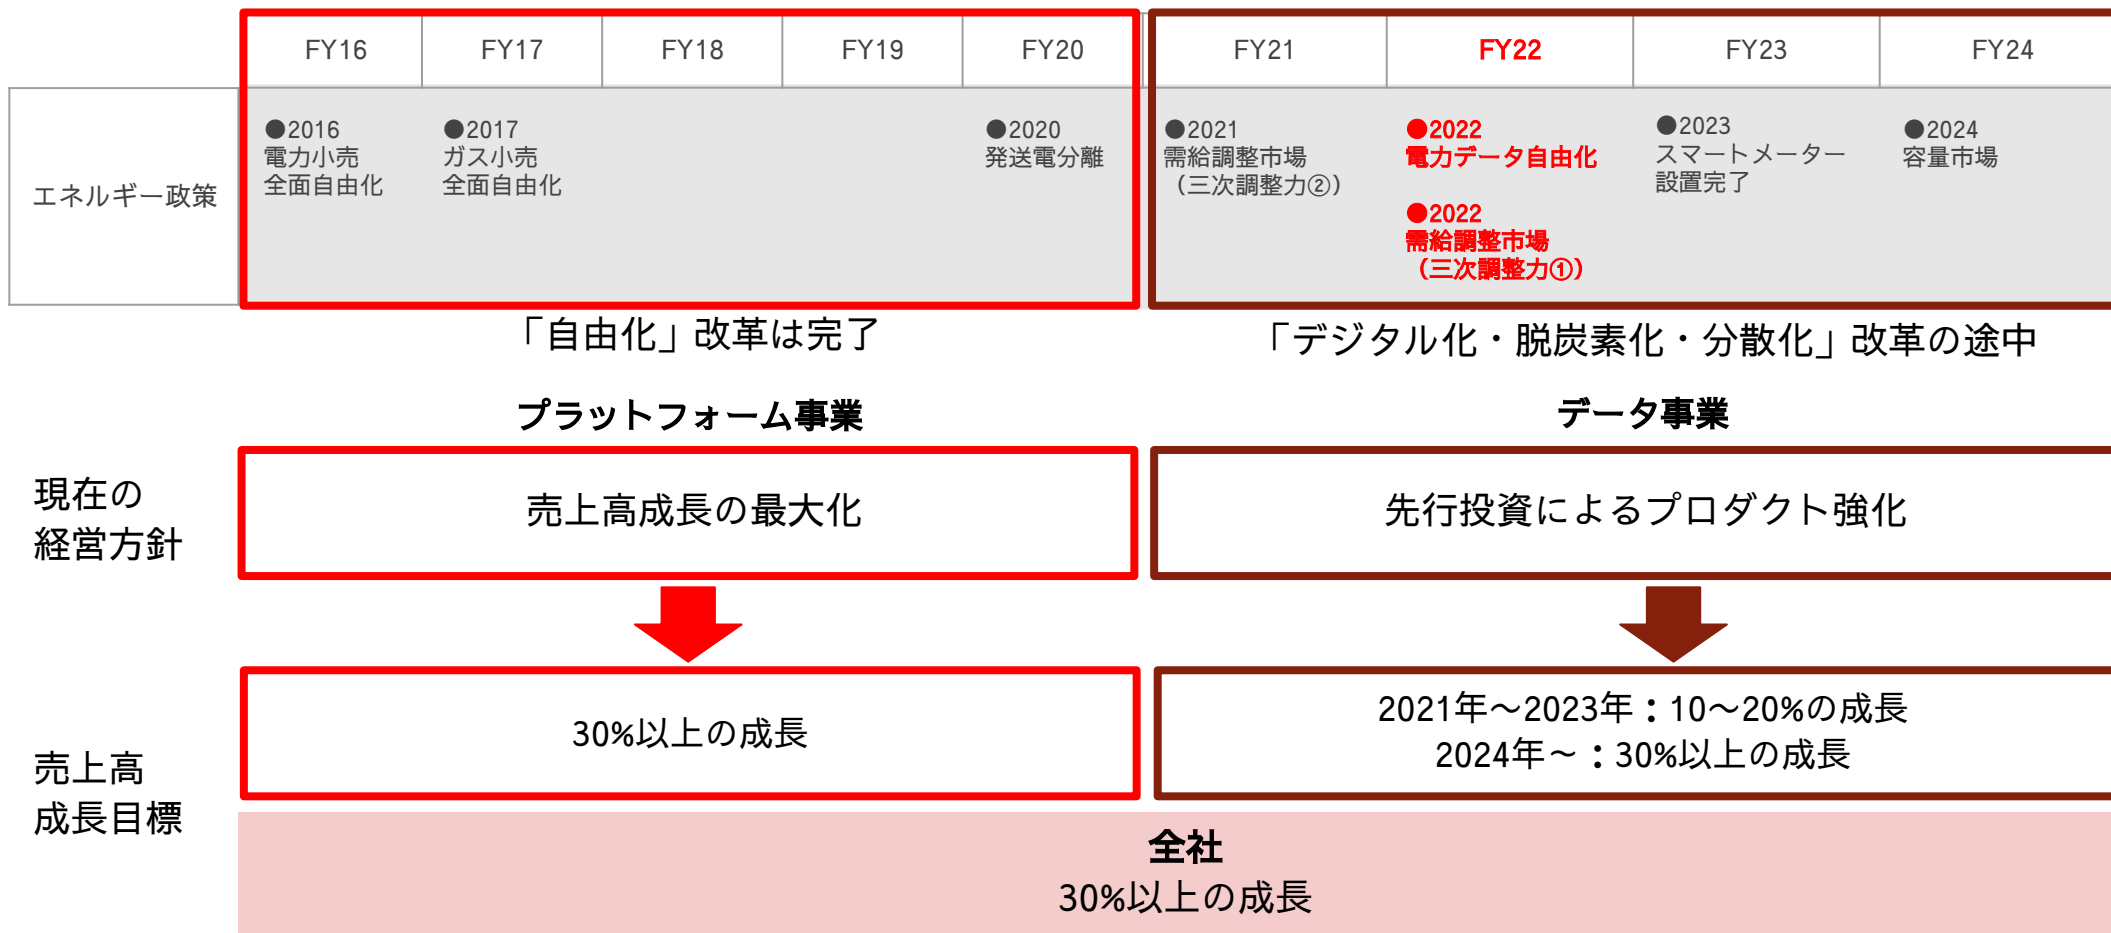 FY16 FY17 FY18 FY19 FY20 FY21 FY22 FY23 FY24
エネルギー政策
●2016
電力小売
全面自由化
●2017
ガス小売
全面自由化
●2020
発送電分離
●2021
需給調整市場
（三次調整力②）
●2022
電力データ自由化
●2022
需給調整市場
（三次調整力①）
●2023
スマートメーター
設置完了
●2024
容量市場
「自由化」改革は完了
「デジタル化・脱炭素化・分散化」改革の途中
プラットフォーム事業
データ事業
現在の
経営方針
売上高成長の最大化
先行投資によるプロダクト強化
売上高
成長目標
30%以上の成長
2021年～2023年：10～20%の成長
2024年～：30%以上の成長
全社
30%以上の成長